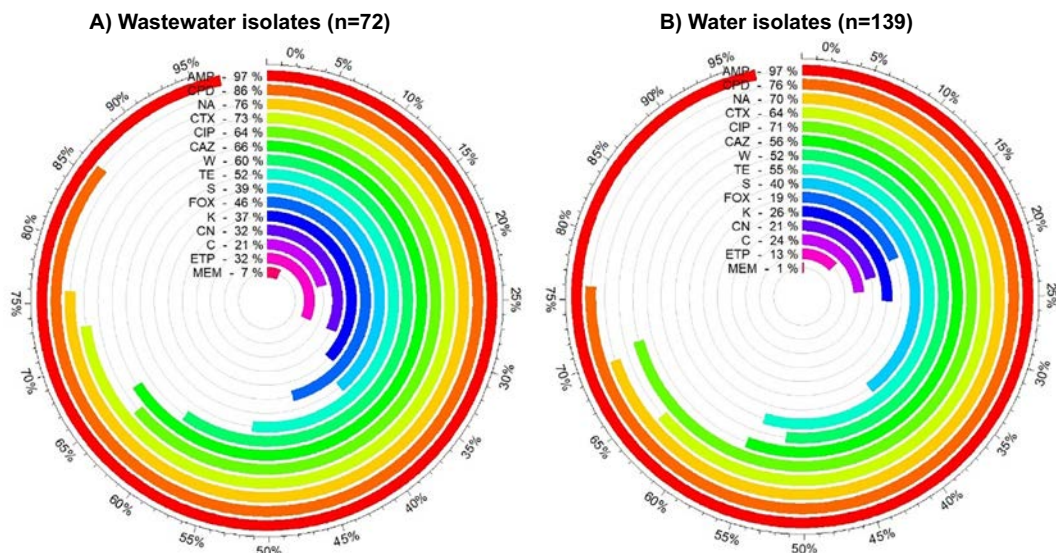 A) Wastewater isolates (n=72)
AMP - 97 %
CPD - 86 %
NA - 76 %
CTX - 73 %
CIP - 64 %
CAZ - 66 %
W - 60 %
TE - 52 %
S - 39 %
FOX - 46 %
K - 37 %
CN - 32 %
C - 21 %
ETP - 32 %
MEM - 7 %
0%
5%
10%
15%
20%
25%
30%
35%
40%
45%
50%
55%
60%
65%
70%
75%
80%
85%
90%
95%
B) Water isolates (n=139)
AMP - 97 %
CPD - 76 %
NA - 70 %
CTX - 64 %
CIP - 71 %
CAZ - 56 %
W - 52 %
TE - 55 %
S - 40 %
FOX - 19 %
K - 26 %
CN - 21 %
C - 24 %
ETP - 13 %
MEM - 1 %
0%
5%
10%
15%
20%
25%
30%
35%
40%
45%
50%
55%
60%
65%
70%
75%
80%
85%
90%
95%